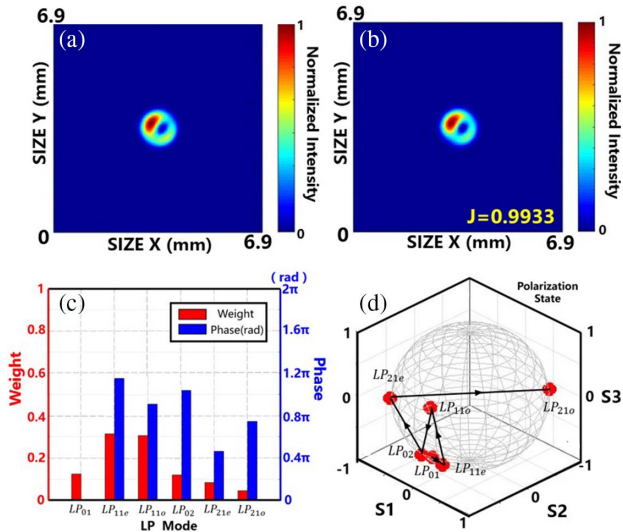 6.9
(a)
SIZE Y (mm)
0
SIZE X (mm)
6.9
1
Normalized Intensity
0
6.9
(b)
SIZE Y (mm)
J=0.9933
0
SIZE X (mm)
6.9
1
Normalized Intensity
0
(rad)
1
0.8
0.6
0.4
0.2
0
Weight
(c)
Weight
Phase(rad)
2π
1.6π
1.2π
0.8π
0.4π
0
Phase
LP01 LP11e LP11o LP02 LP21e LP21o
LP Mode
(d)
Polarization
State
1
0
-1
1
0
-1
S3
LP21e
LP11o
LP21o
LP02
LP01
LP11e
0
S1
1
0
S2